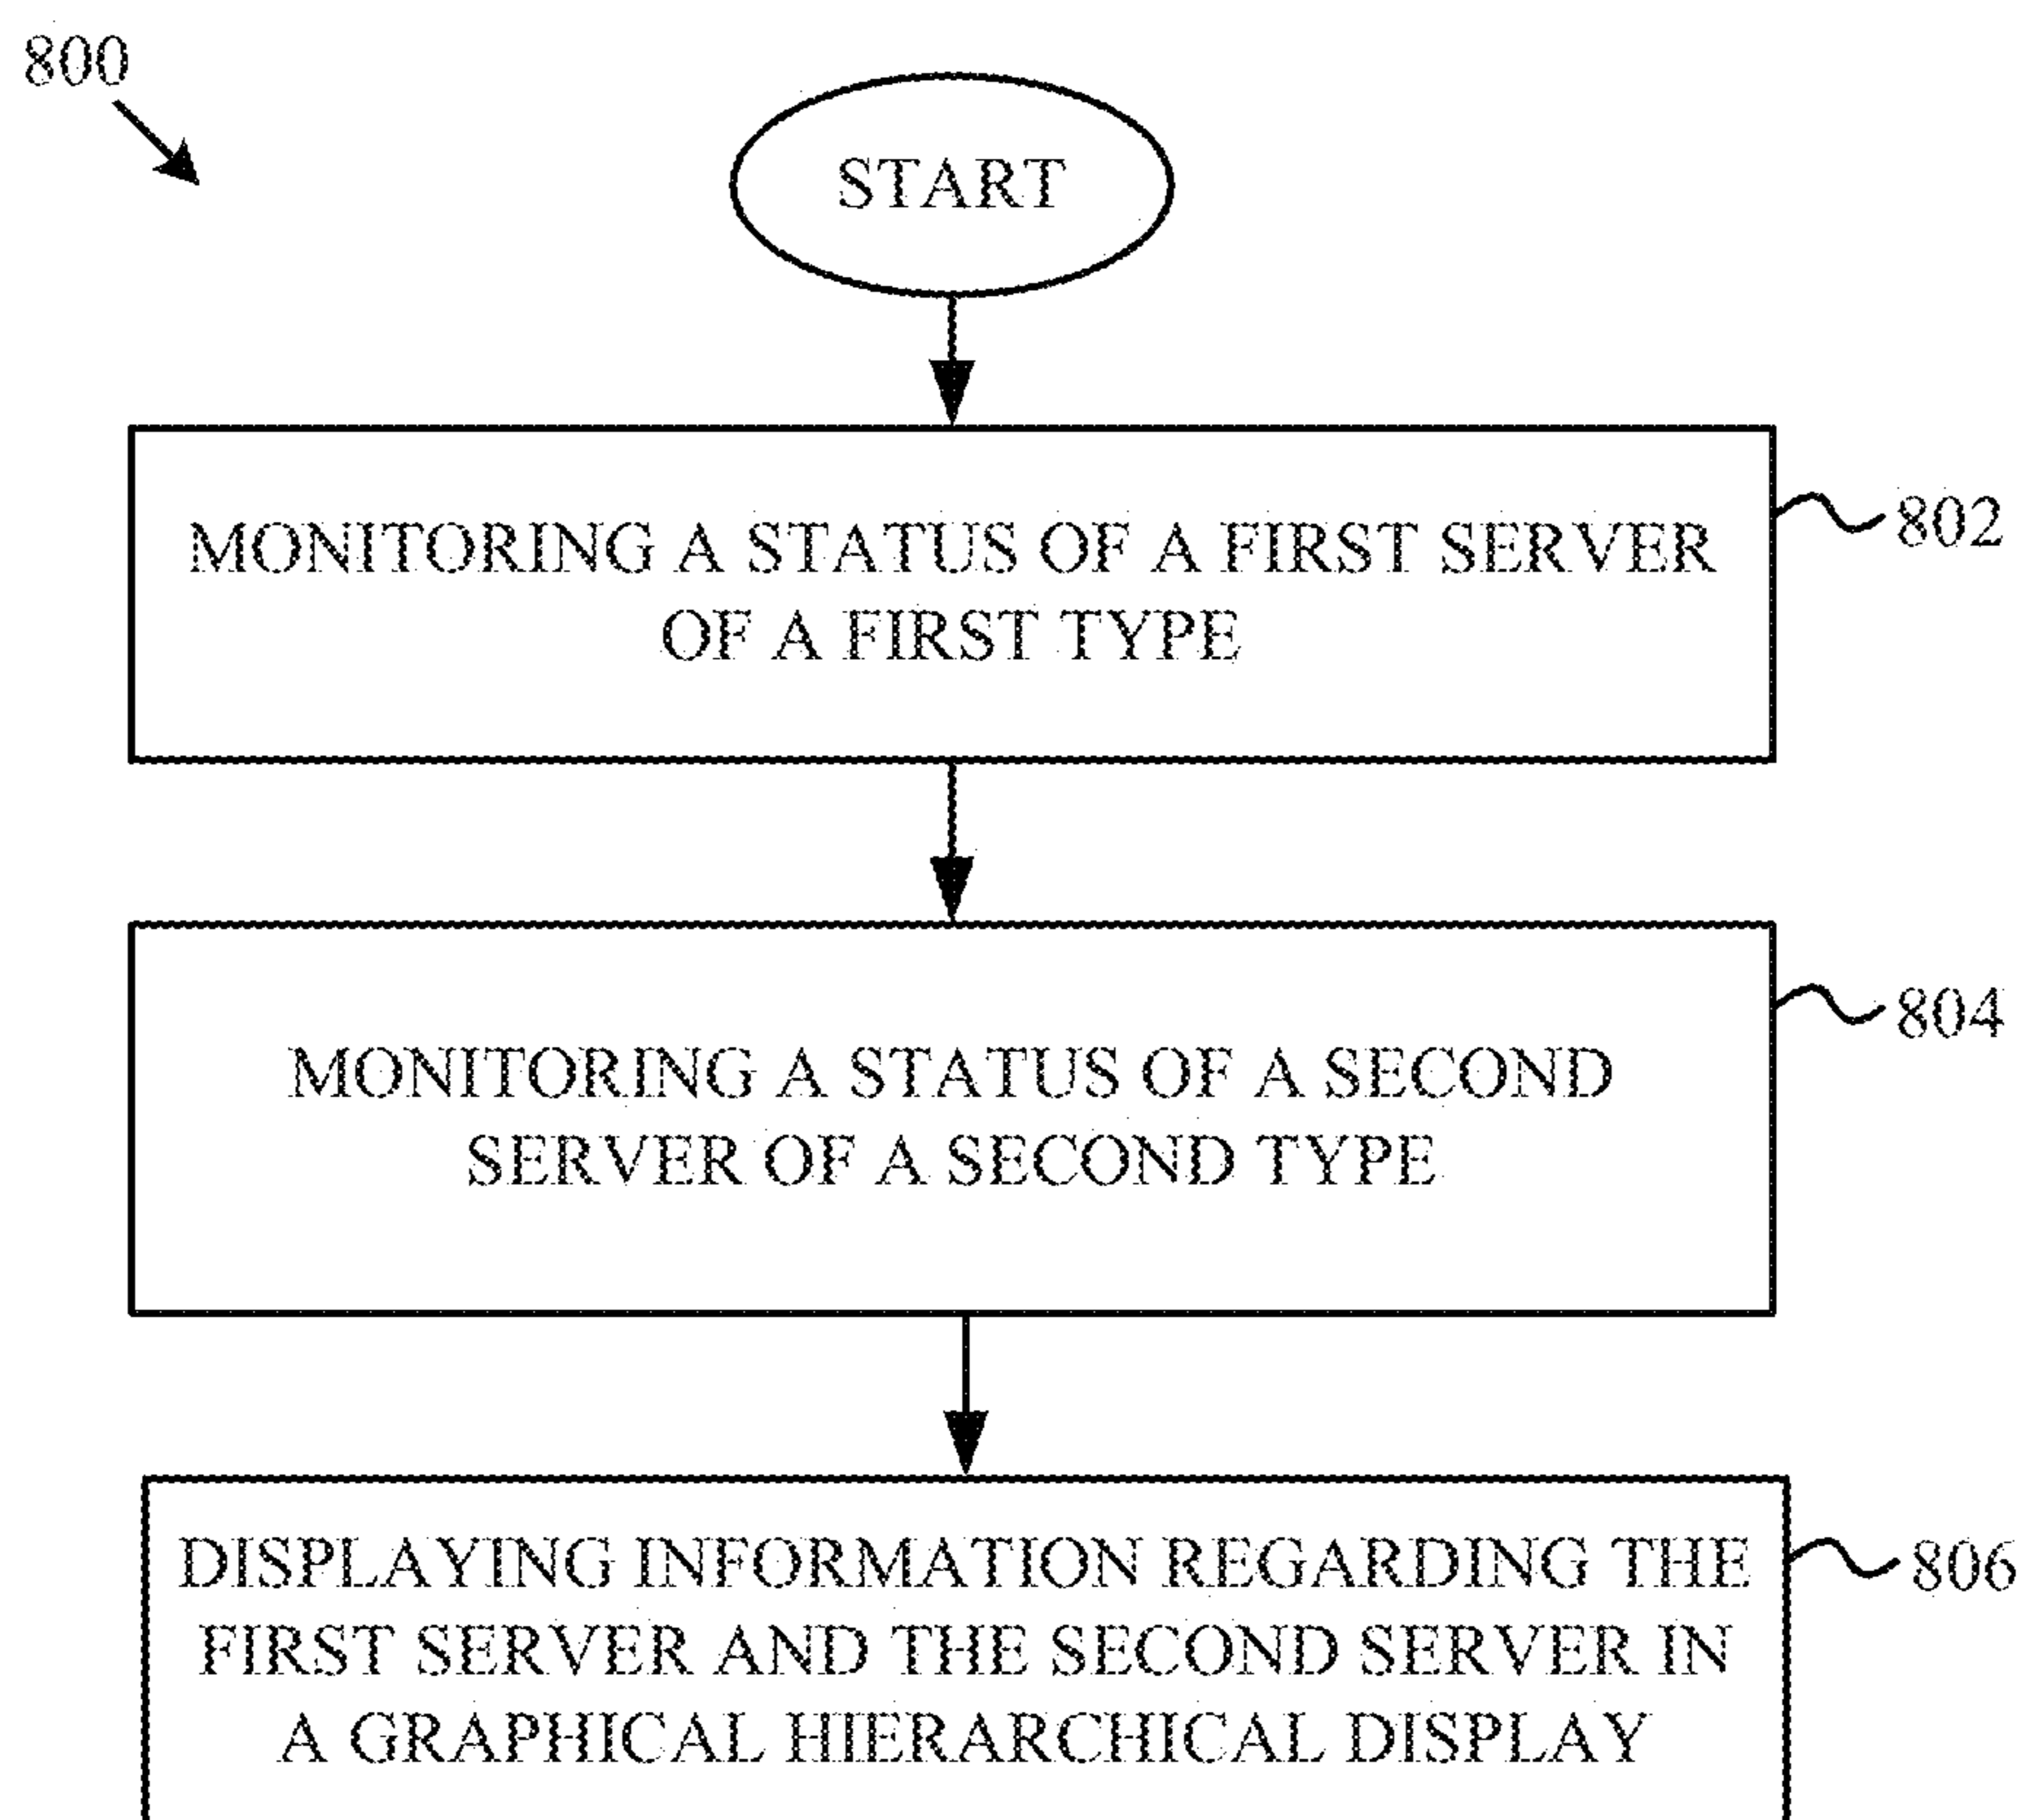 800
START
MONITORING A STATUS OF A FIRST SERVER
OF A FIRST TYPE
802
MONITORING A STATUS OF A SECOND
SERVER OF A SECOND TYPE
804
DISPLAYING INFORMATION REGARDING THE
FIRST SERVER AND THE SECOND SERVER IN
A GRAPHICAL HIERARCHICAL DISPLAY
806